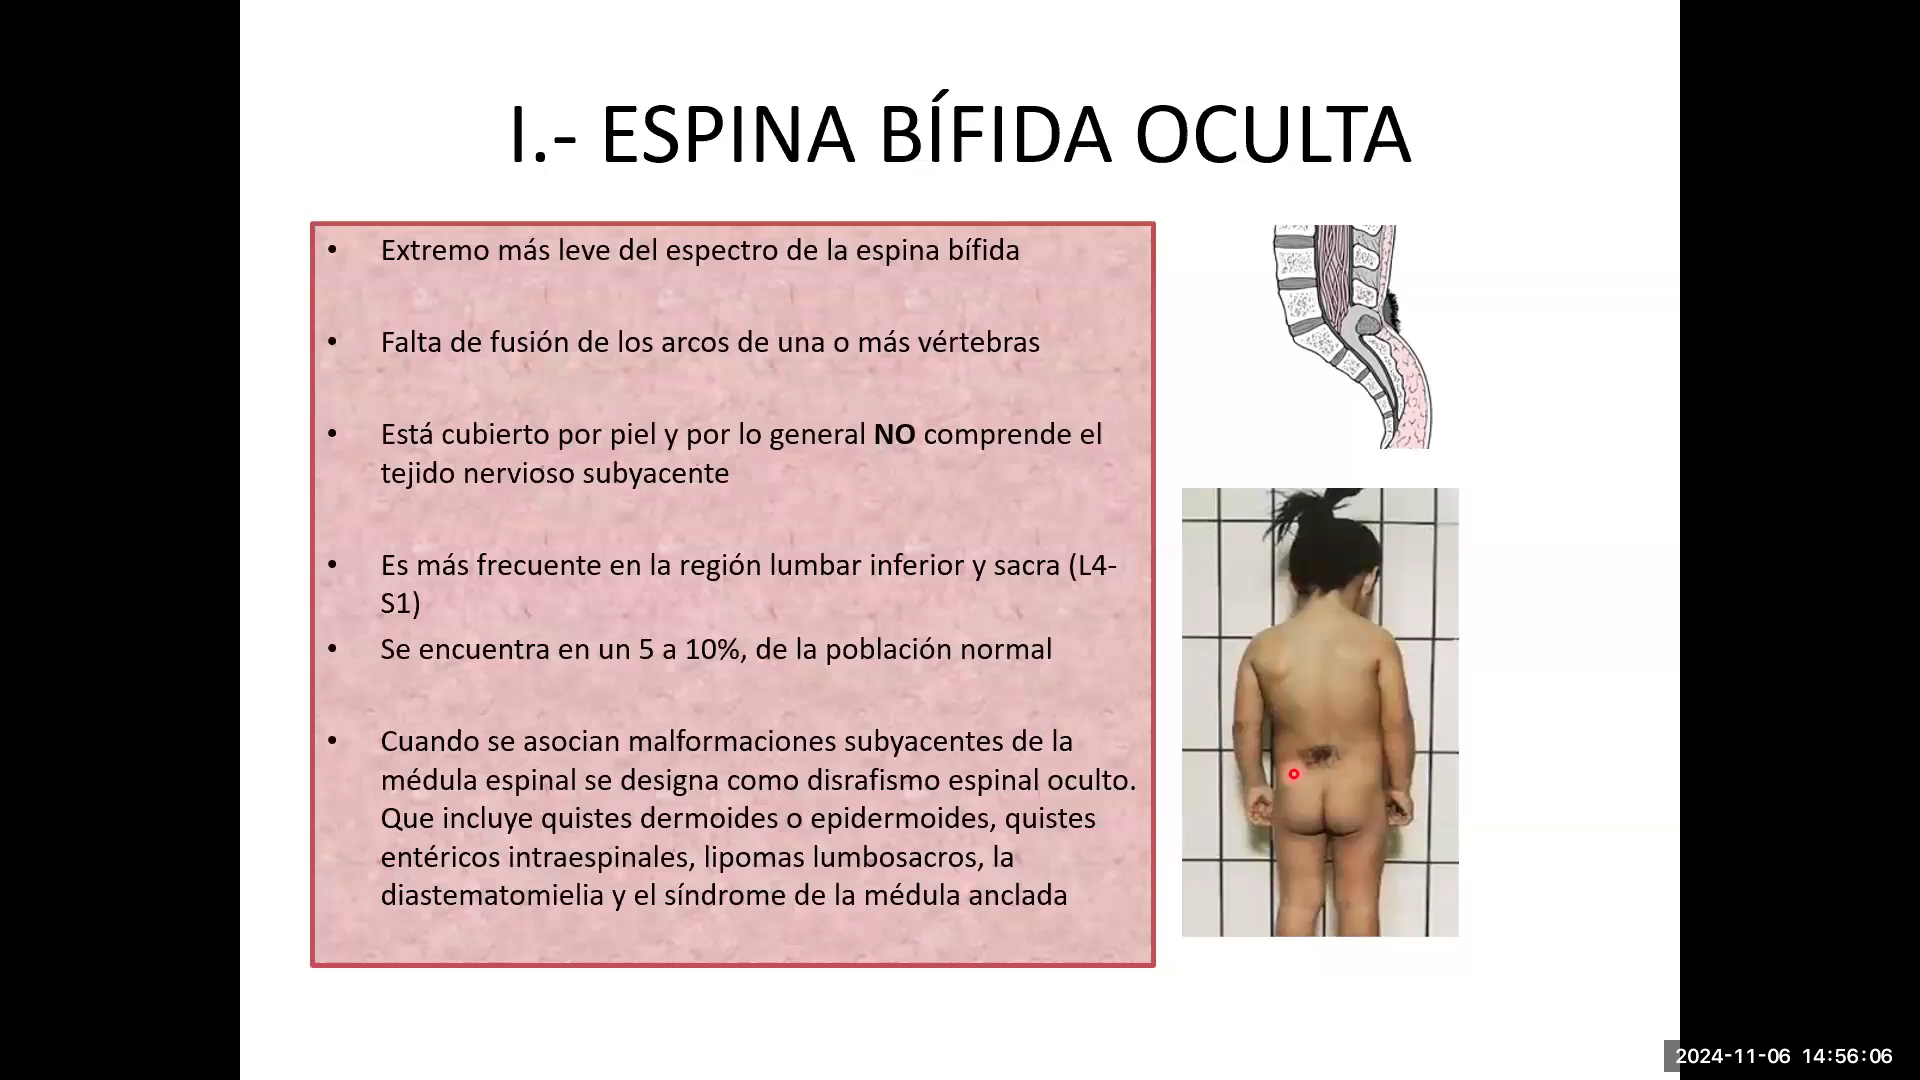 I.- ESPINA BÍFIDA OCULTA
• Extremo más leve del espectro de la espina bífida
• Falta de fusión de los arcos de una o más vértebras
• Está cubierto por piel y por lo general NO comprende el
tejido nervioso subyacente
• Es más frecuente en la región lumbar inferior y sacra (L4-
S1)
• Se encuentra en un 5 a 10%, de la población normal
• Cuando se asocian malformaciones subyacentes de la
médula espinal se designa como disrafismo espinal oculto.
Que incluye quistes dermoides o epidermoides, quistes
entéricos intraespinales, lipomas lumbosacros, la
diastematomielia y el síndrome de la médula anclada
2024-11-06 14:56:06